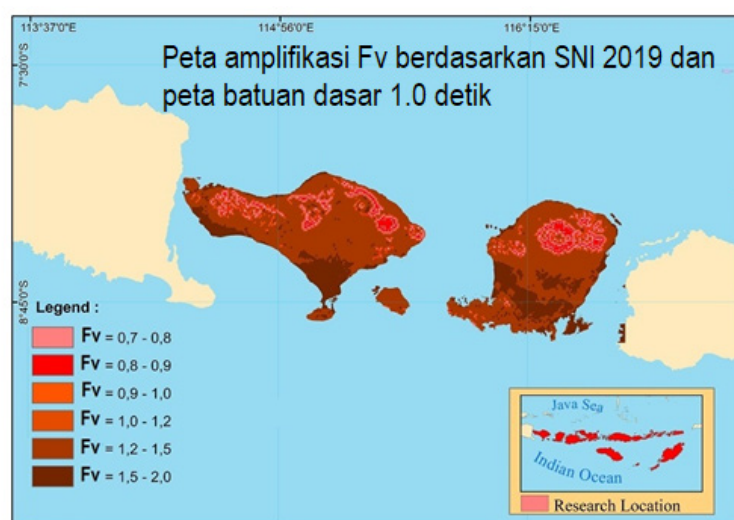 113°37'0"E
114°56'0"E
116°15'0"E
7°30'0"S
8°45'0"S
Peta amplifikasi Fv berdasarkan SNI 2019 dan
peta batuan dasar 1.0 detik
Legend :
Fv = 0,7 - 0,8
Fv = 0,8 - 0,9
Fv = 0,9 - 1,0
Fv = 1,0 - 1,2
Fv = 1,2 - 1,5
Fv = 1,5 - 2,0
Java Sea
Indian Ocean
Research Location